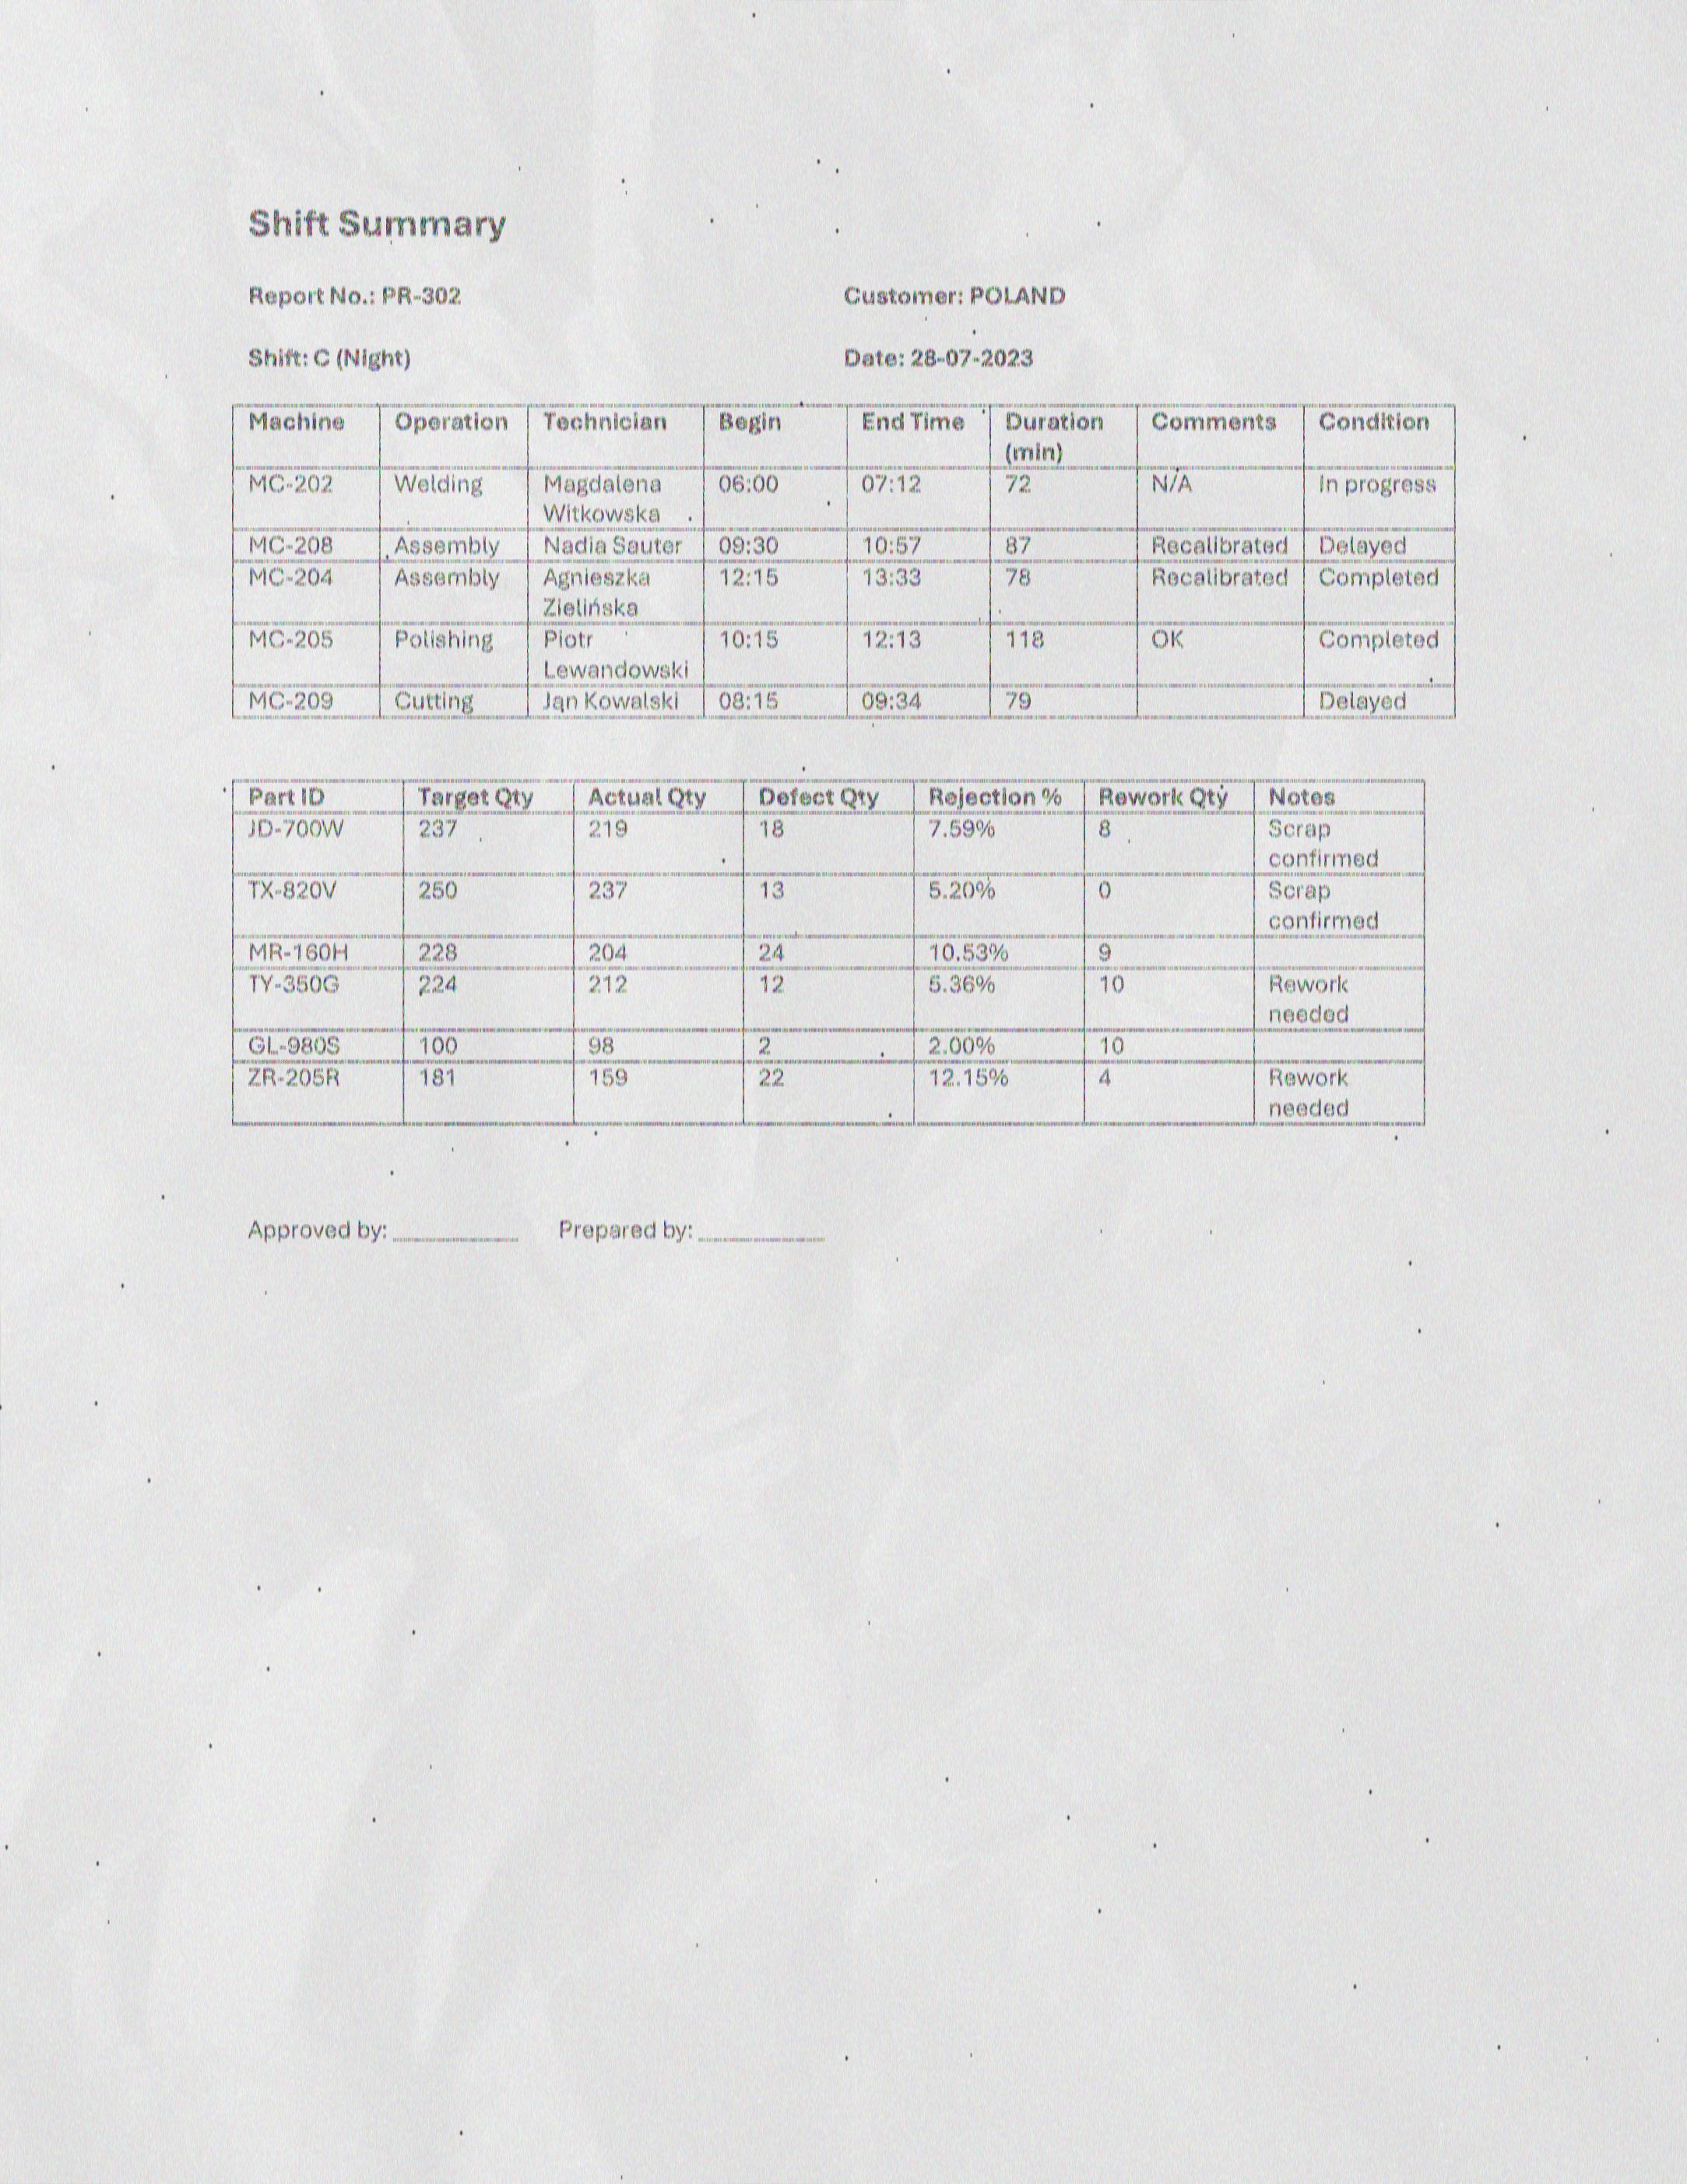 Shift Summary
Report No.: PR-302 Customer: POLAND
Shift: C (Night) Date: 28-07-2023
Machine Operation Technician Begin End Time Duration (min) Comments Condition
MC-202 Welding Magdalena Witkowska 06:00 07:12 72 N/A In progress
MC-208 Assembly Nadia Sauter 09:30 10:57 87 Recalibrated Delayed
MC-204 Assembly Agnieszka Zielińska 12:15 13:33 78 Recalibrated Completed
MC-205 Polishing Piotr Lewandowski 10:15 12:13 118 OK Completed
MC-209 Cutting Jan Kowalski 08:15 09:34 79 Delayed
Part ID Target Qty Actual Qty Defect Qty Rejection % Rework Qty Notes
JD-700W 237 219 18 7.59% 8 Scrap confirmed
TX-820V 250 237 13 5.20% 0 Scrap confirmed
MR-160H 228 204 24 10.53% 9
TY-350G 224 212 12 5.36% 10 Rework needed
GL-980S 100 98 2 2.00% 10
ZR-205R 181 159 22 12.15% 4 Rework needed
Approved by: ____________ Prepared by: ____________